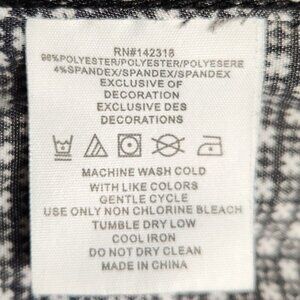 RN#142318
96%POLYESTER/POLYESTER/POLYESERE
4%SPANDEX/SPANDEX/SPANDEX
EXCLUSIVE OF
DECORATION
EXCLUSIVE DES
DECORATIONS
MACHINE WASH COLD
WITH LIKE COLORS
GENTLE CYCLE
USE ONLY NON CHLORINE BLEACH
TUMBLE DRY LOW
COOL IRON
DO NOT DRY CLEAN
MADE IN CHINA